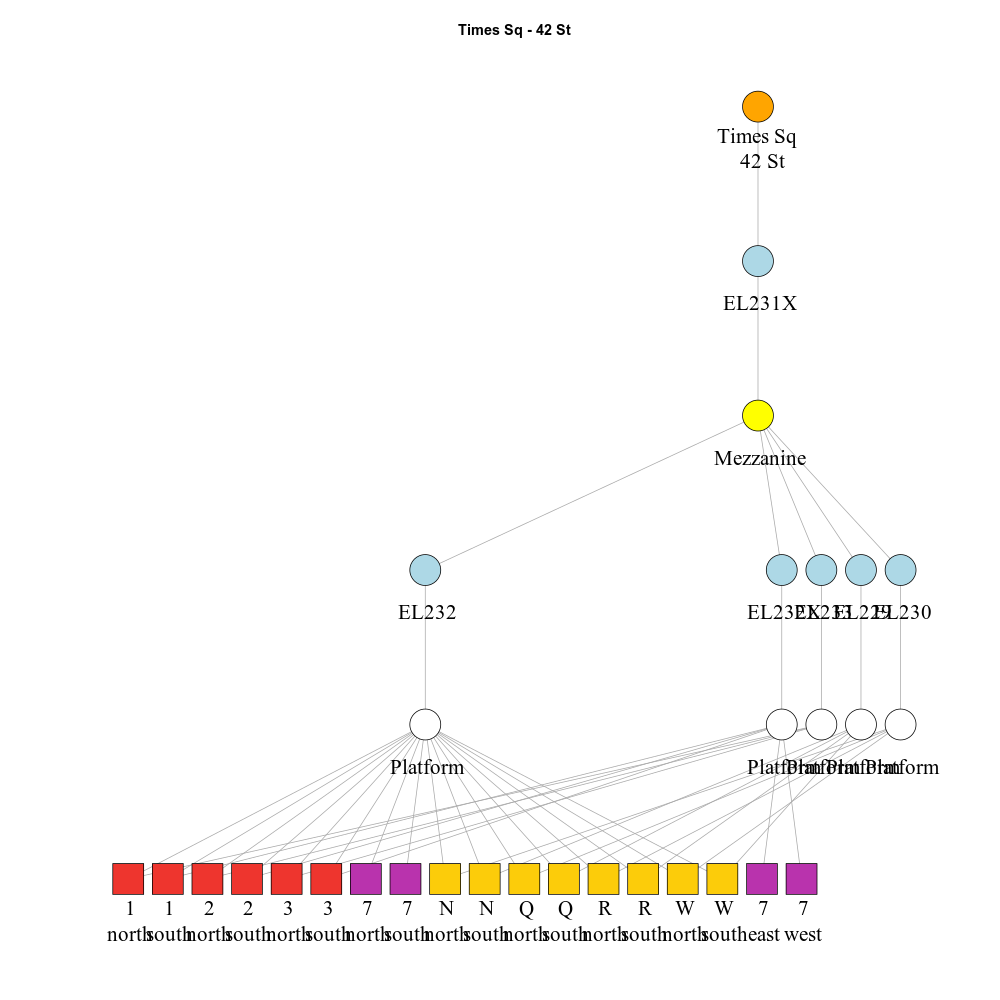 Times Sq - 42 St
Times Sq
42 St
EL231X
Mezzanine
EL232 EL232X EL233 EL229 EL230
Platform Platform Platform Platform Platform
1 1 2 2 3 3 7 7 N N Q Q R R W W 7 7
north south north south north south north south north south north south north south north south east west